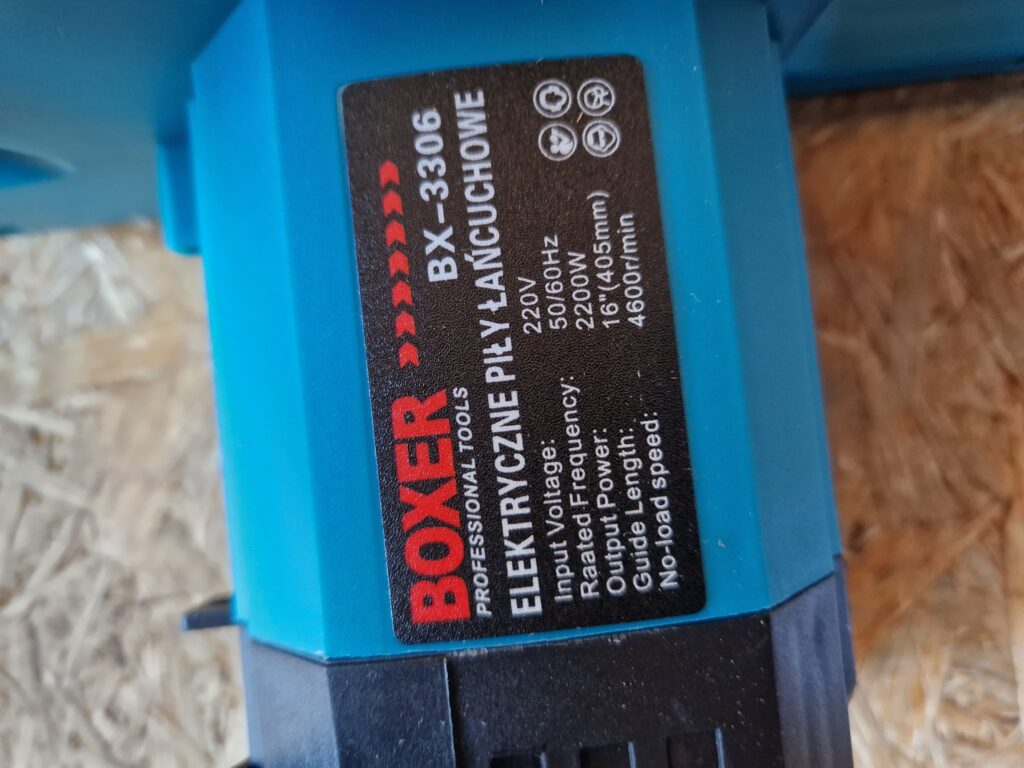 BOXER
PROFESSIONAL TOOLS
BX-3306
ELEKTRYCZNE PIŁY ŁAŃCUCHOWE
Input Voltage: 220V
Raated Frequency: 50/60Hz
Output Power: 2200W
Guide Length: 16"(405mm)
No-load speed: 4600r/min